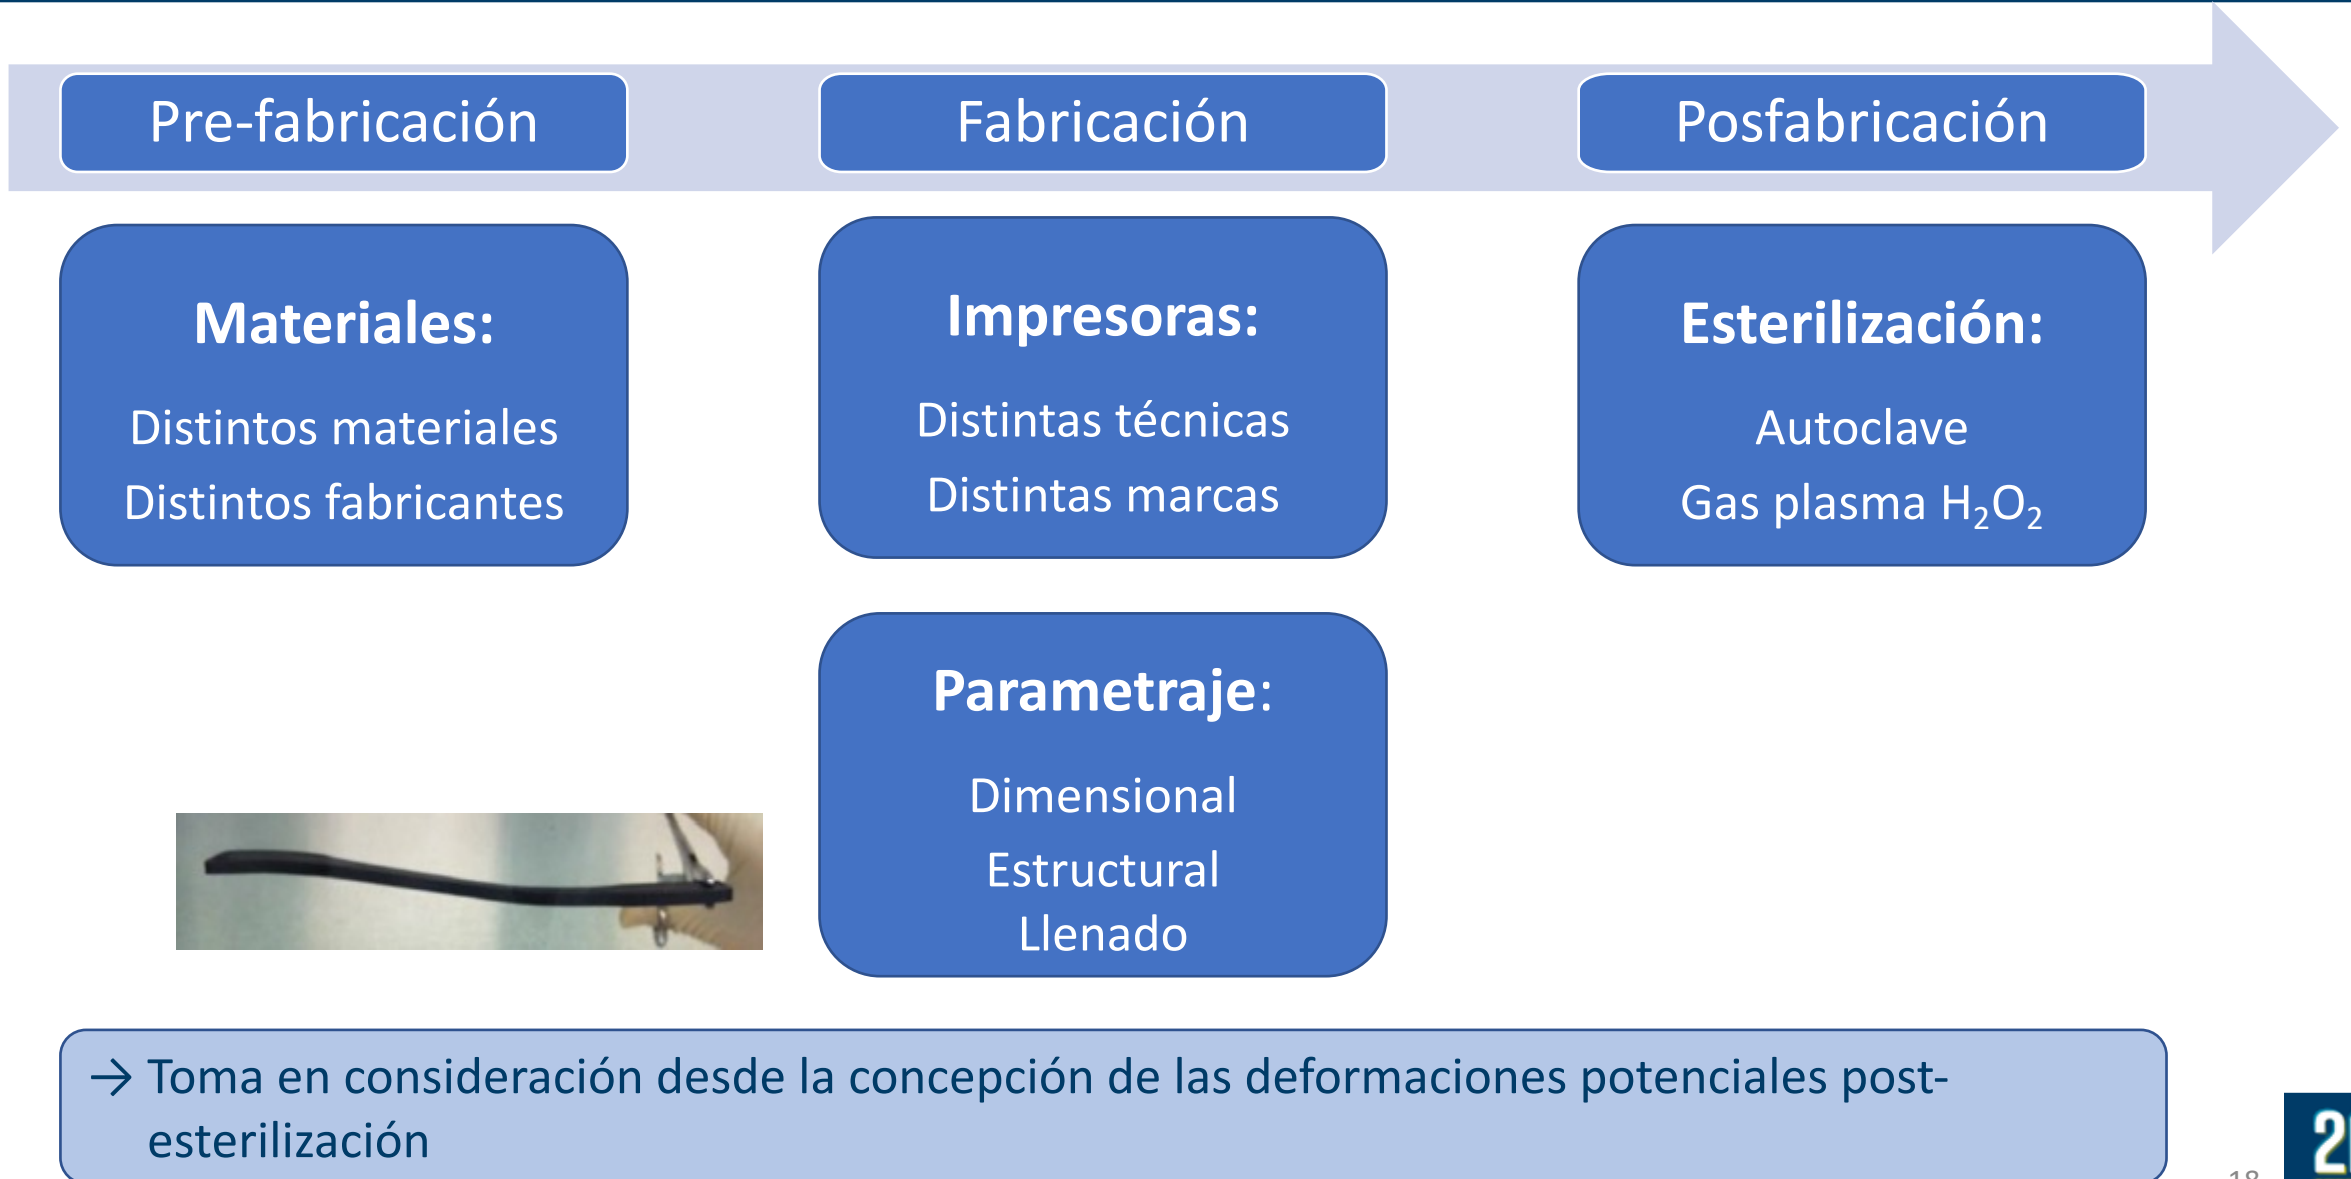 Pre-fabricación
Fabricación
Posfabricación
Materiales:
Distintos materiales
Distintos fabricantes
Impresoras:
Distintas técnicas
Distintas marcas
Esterilización:
Autoclave
Gas plasma H₂O₂
Parametraje:
Dimensional
Estructural
Llenado
→ Toma en consideración desde la concepción de las deformaciones potenciales post-
esterilización
18